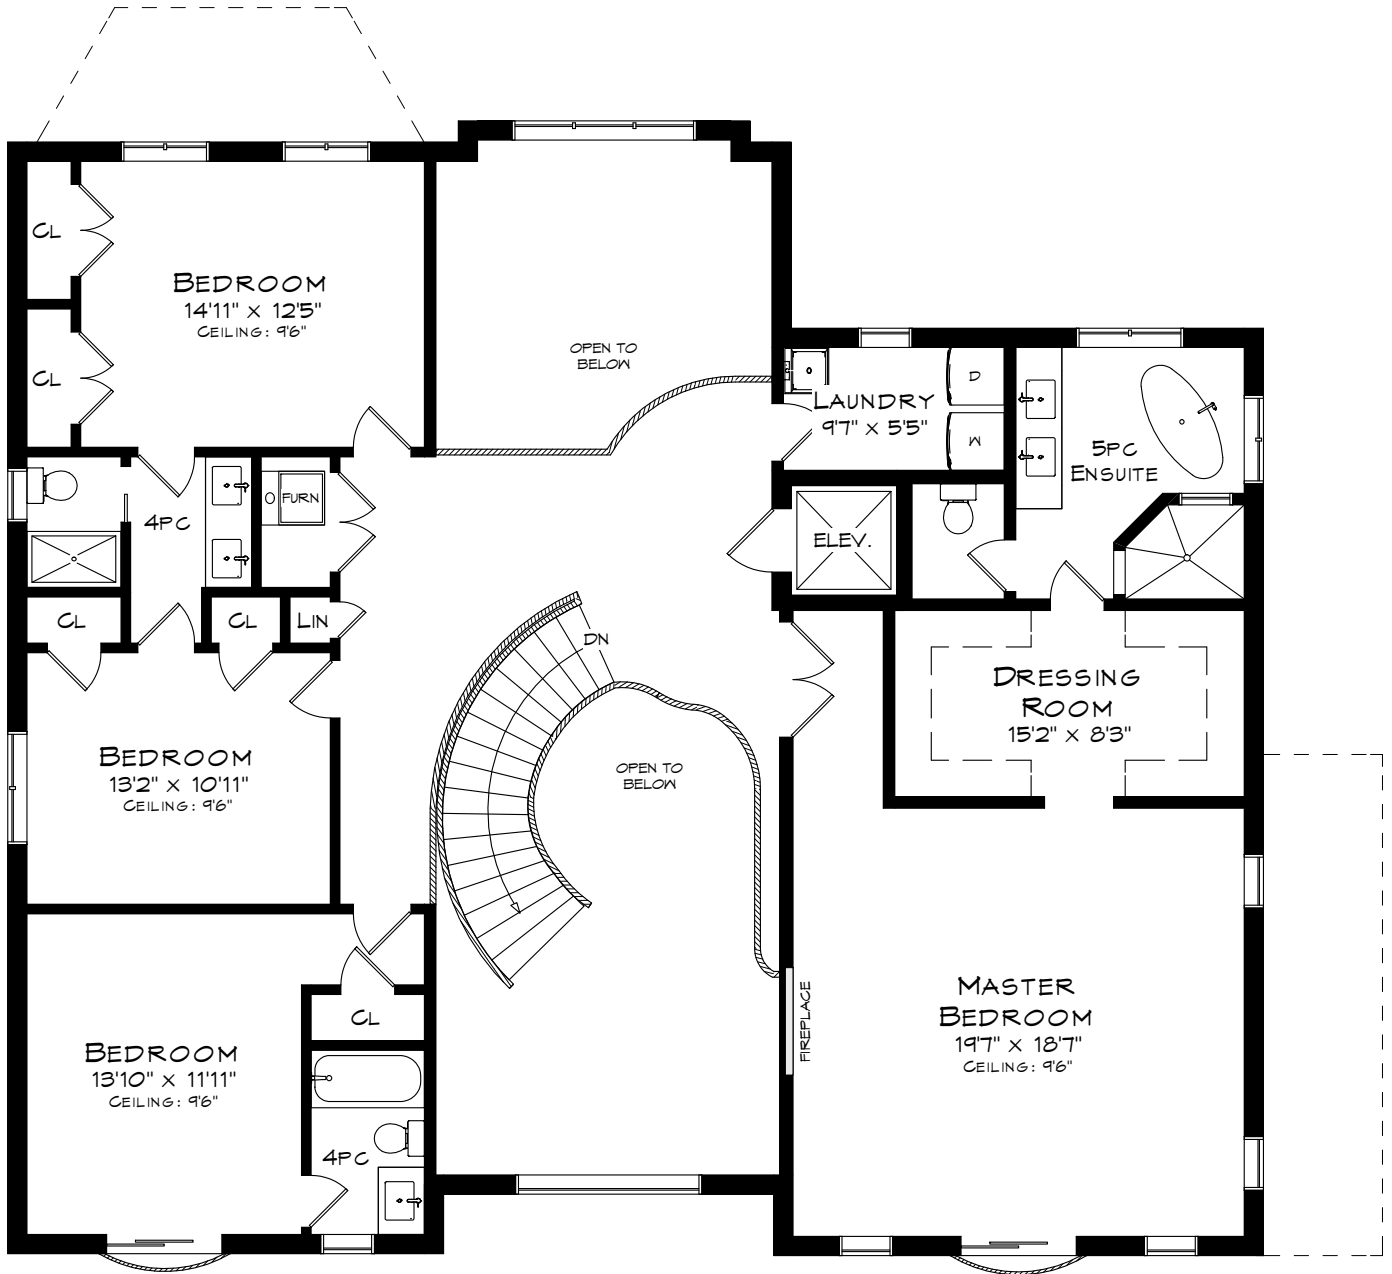 CL
BEDROOM
14'11" X 12'5"
CEILING: 9'6"
CL
OPEN TO
BELOW
LAUNDRY
9'7" X 5'5"
D
W
5PC
ENSUITE
FURN
4PC
ELEV.
CL
CL
LIN
DN
DRESSING
ROOM
15'2" X 8'3"
BEDROOM
13'2" X 10'11"
CEILING: 9'6"
OPEN TO
BELOW
MASTER
BEDROOM
19'7" X 18'7"
CEILING: 9'6"
FIREPLACE
CL
BEDROOM
13'10" X 11'11"
CEILING: 9'6"
4PC